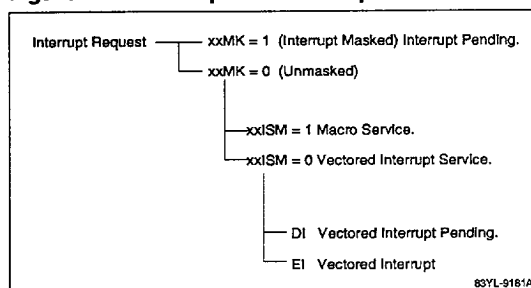 Interrupt Request xxMK = 1 (Interrupt Masked) Interrupt Pending.
xxMK = 0 (Unmasked)
xxISM = 1 Macro Service.
xxISM = 0 Vectored Interrupt Service.
DI Vectored Interrupt Pending.
EI Vectored Interrupt
83YL-9181A